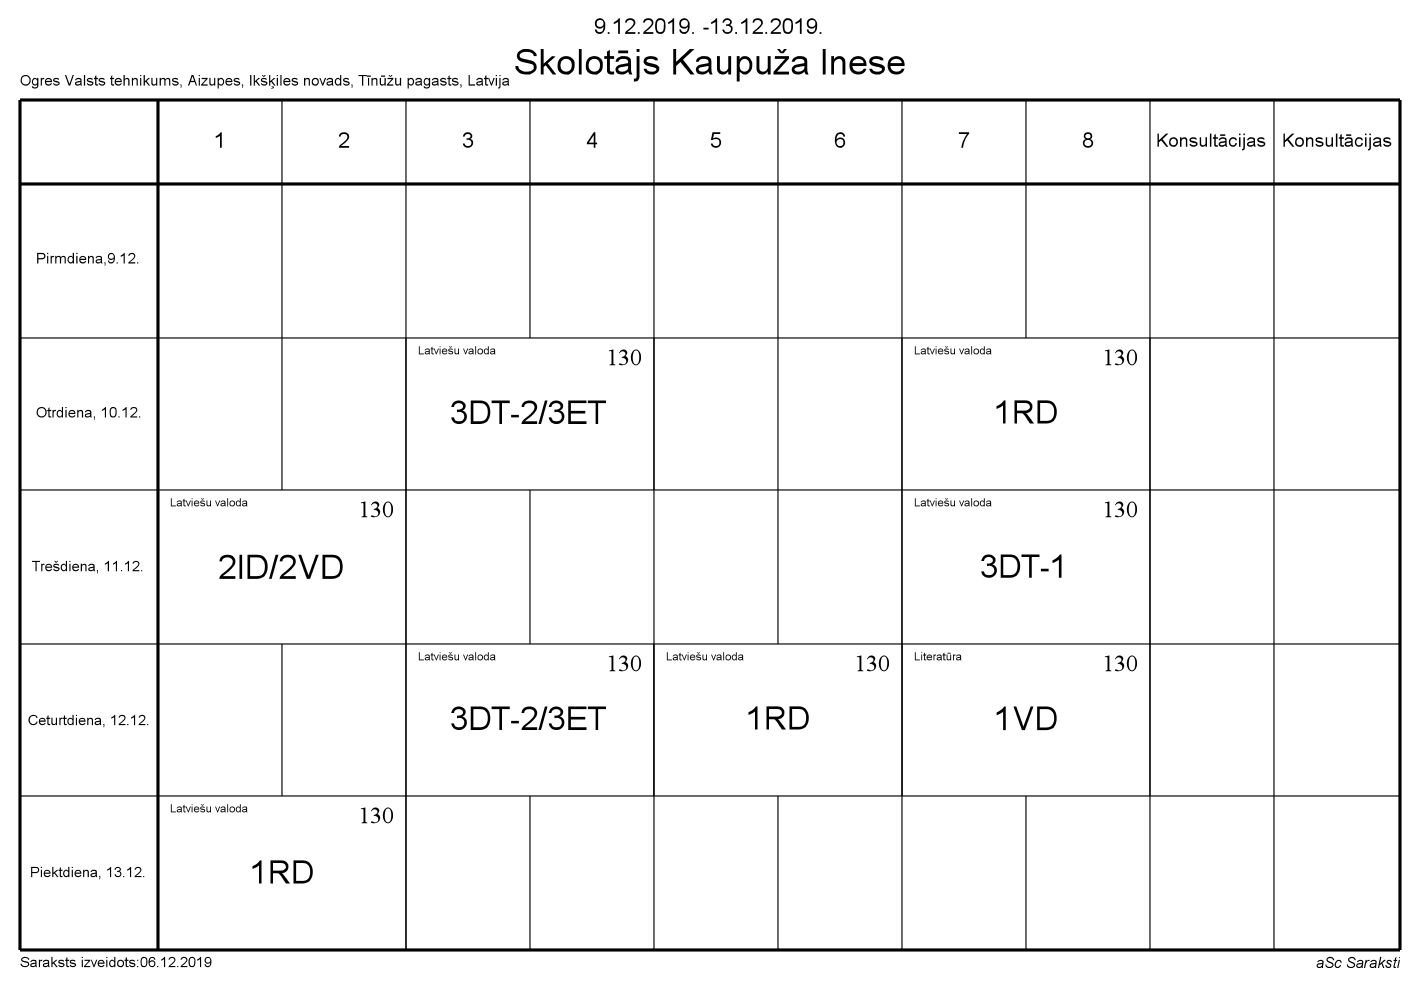 9.12.2019. -13.12.2019.
Skolotājs Kaupuža Inese
Ogres Valsts tehnikums, Aizupes, Ikšķiles novads, Tīnūžu pagasts, Latvija
1 2 3 4 5 6 7 8 Konsultācijas Konsultācijas
Pirmdiena,9.12.
Latviešu valoda 130 Latviešu valoda 130
Otrdiena, 10.12. 3DT-2/3ET 1RD
Latviešu valoda 130 Latviešu valoda 130
Trešdiena, 11.12. 2ID/2VD 3DT-1
Latviešu valoda 130 Latviešu valoda 130 Literatūra 130
Ceturtdiena, 12.12. 3DT-2/3ET 1RD 1VD
Latviešu valoda 130
Piektdiena, 13.12. 1RD
Saraksts izveidots:06.12.2019 aSc Saraksti